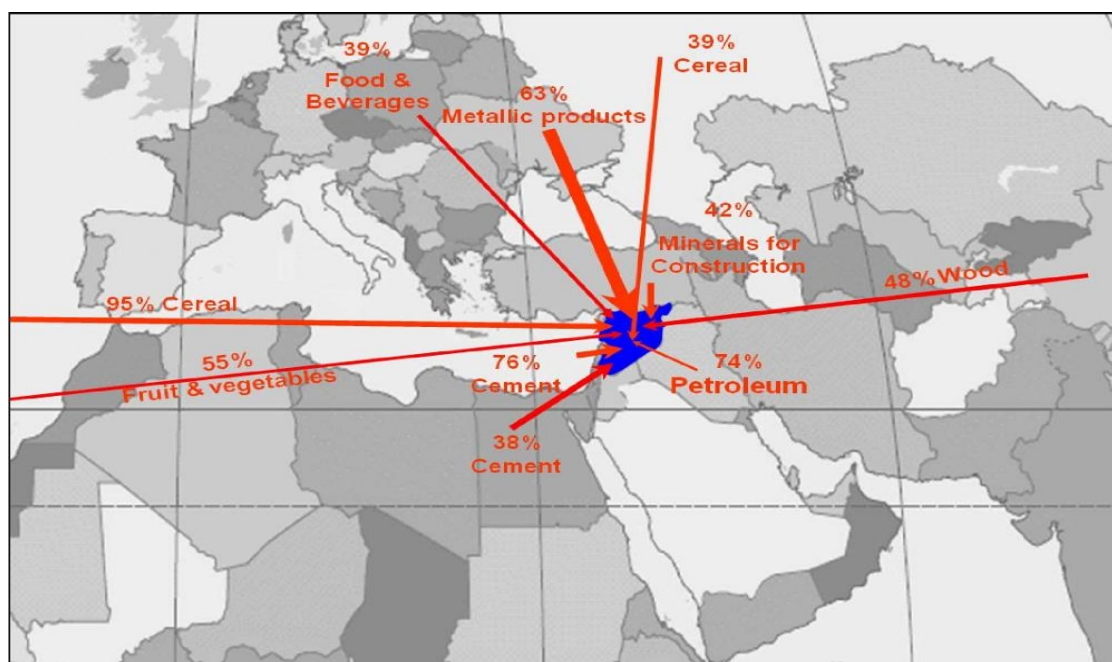 39%
Food &
Beverages
63%
Metallic products
39%
Cereal
42%
Minerals for
Construction
48% Wood
95% Cereal
55%
Fruit & vegetables
76%
Cement
74%
Petroleum
38%
Cement